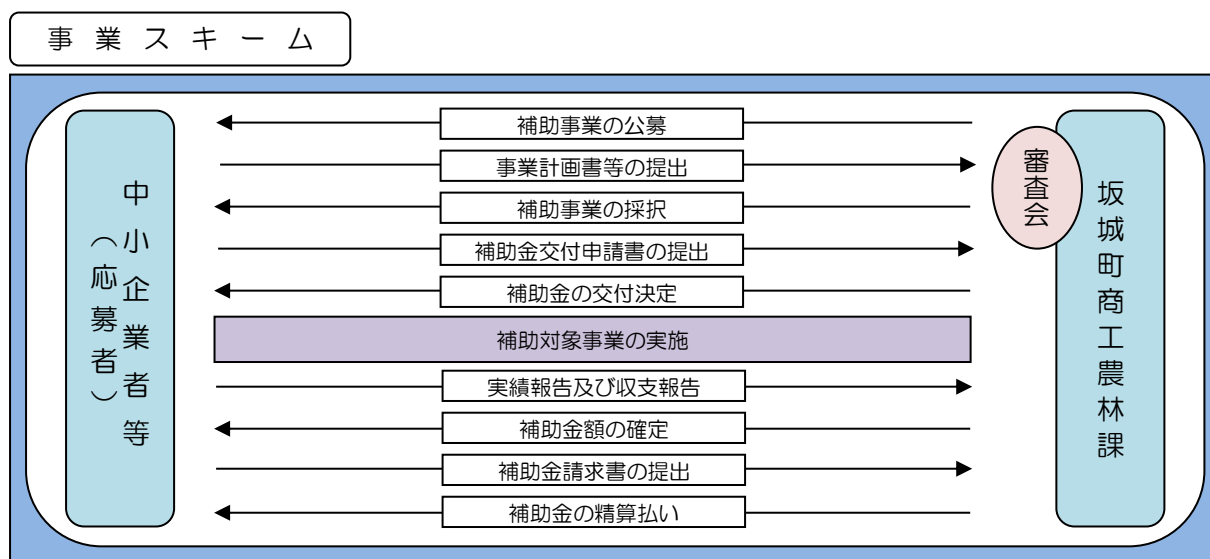 事業スキーム
中小企業者等
（応募者）
補助事業の公募
事業計画書等の提出
補助事業の採択
補助金交付申請書の提出
補助金の交付決定
補助対象事業の実施
実績報告及び収支報告
補助金額の確定
補助金請求書の提出
補助金の精算払い
審査会
坂城町商工農林課